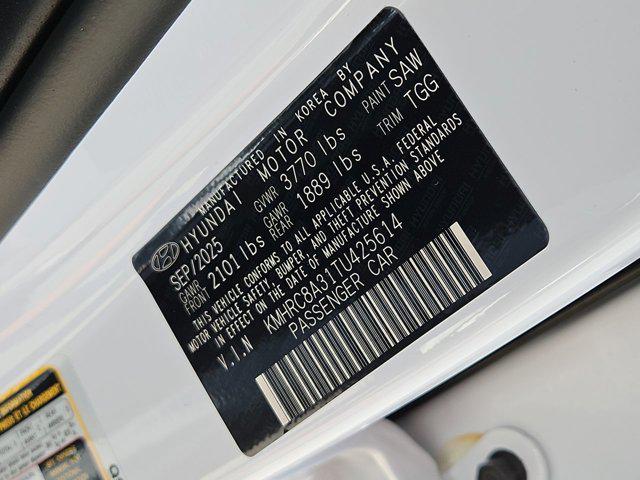 MANUFACTURED IN KOREA BY
HYUNDAI MOTOR COMPANY
SEP/2025 GVWR 3770 lbs PAINT SAW
GAWR FRONT 2101 lbs GAWR REAR 1889 lbs TRIM TGG
THIS VEHICLE CONFORMS TO ALL APPLICABLE U.S.A. FEDERAL
MOTOR VEHICLE SAFETY, BUMPER, AND THEFT PREVENTION STANDARDS
IN EFFECT ON THE DATE OF MANUFACTURE SHOWN ABOVE
V.I.N KMHRC8A31TU425614
PASSENGER CAR